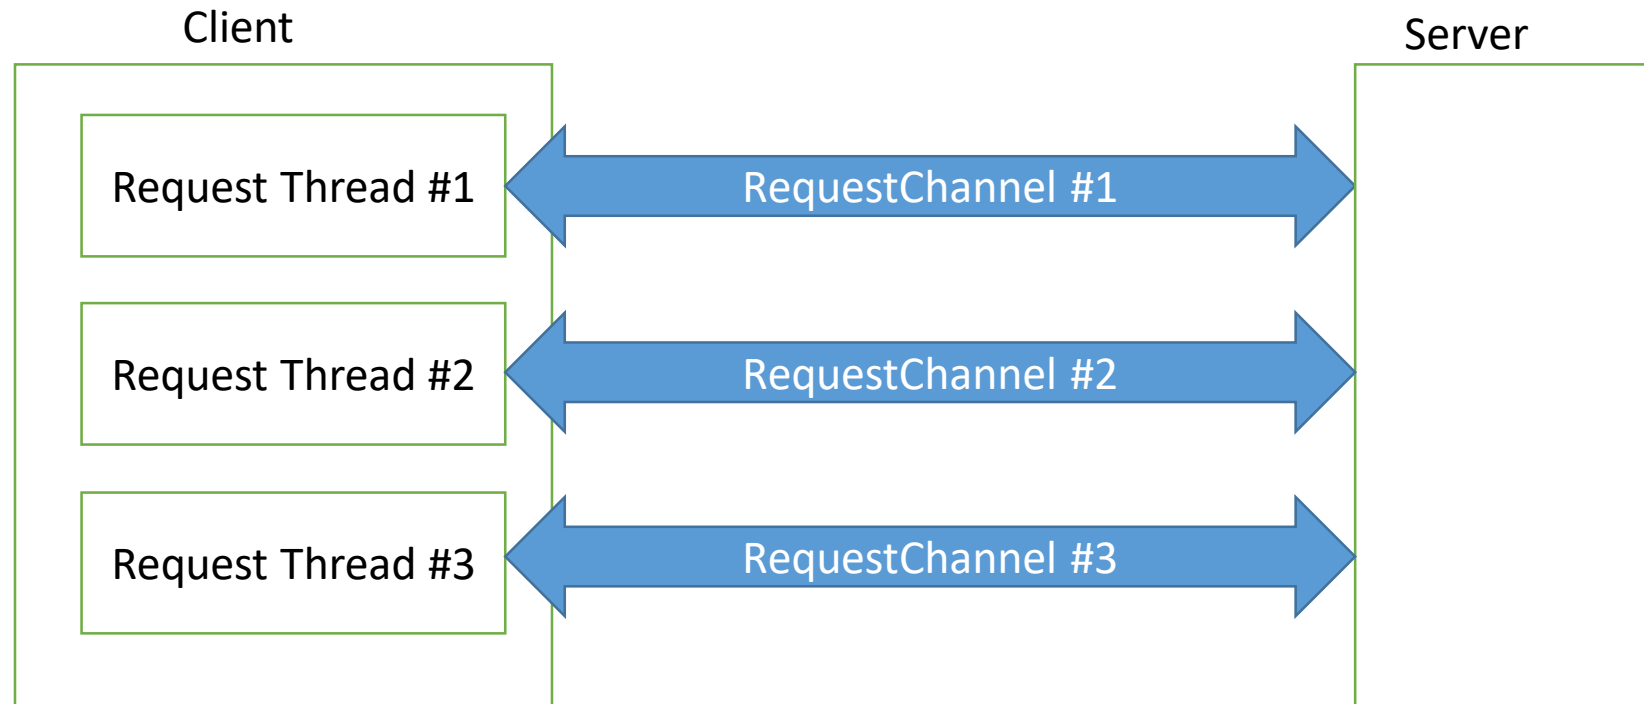 Client
Server
Request Thread #1
RequestChannel #1
Request Thread #2
RequestChannel #2
Request Thread #3
RequestChannel #3